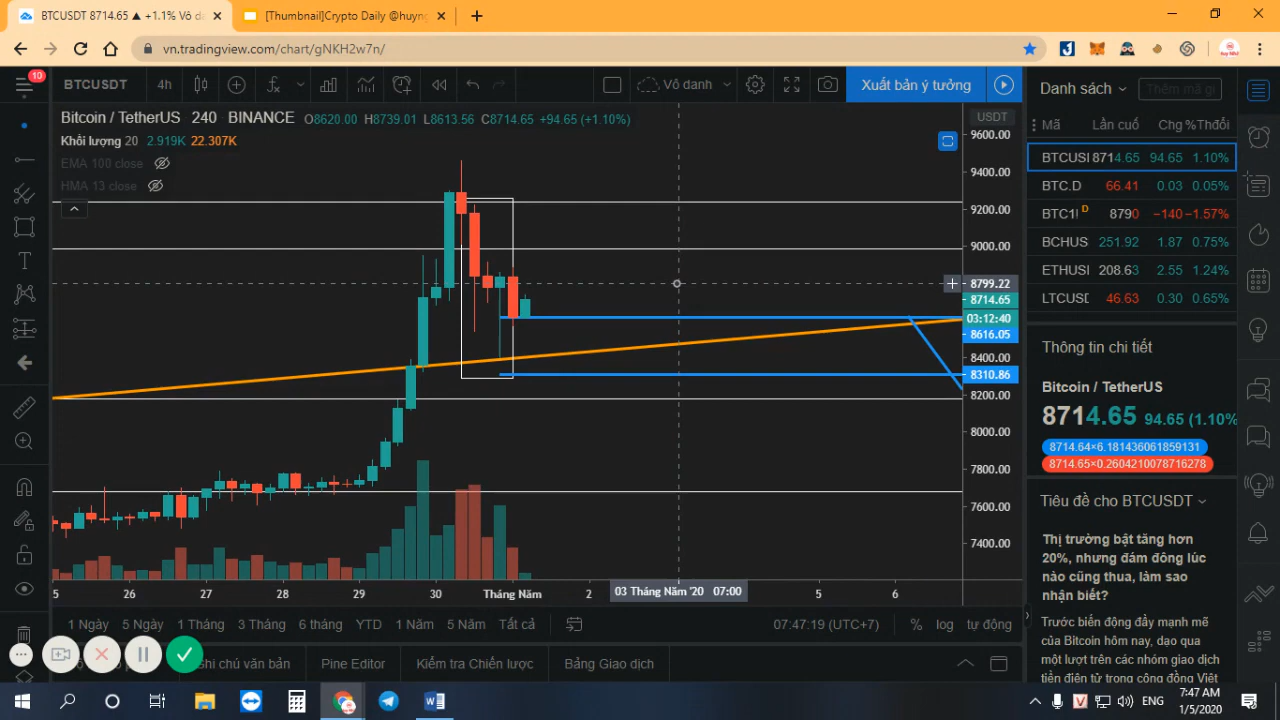 BTCUSDT 8714.65 ▲ +1.1% Vô d
[Thumbnail]Crypto Daily @huyng
vn.tradingview.com/chart/gNKH2w7n/
10
BTCUSDT 4h Vô danh Xuất bản ý tưởng
Danh sách Thêm mã g
Bitcoin / TetherUS 240 BINANCE O8620.00 H8739.01 L8613.56 C8714.65 +94.65 (+1.10%)
Khối lượng 20 2.919K 22.307K
EMA 100 close
HMA 13 close
USDT
9600.00
9400.00
9200.00
9000.00
8799.22
8714.65
03:12:40
8616.05
8400.00
8310.86
8200.00
8000.00
7800.00
7600.00
7400.00
5 26 27 28 29 30 Tháng Năm 2 03 Tháng Năm '20 07:00 5 6
1 Ngày 5 Ngày 1 Tháng 3 Tháng 6 tháng YTD 1 Năm 5 Năm Tất cả 07:47:19 (UTC+7) % log tự động
Ghi chú văn bản Pine Editor Kiểm tra Chiến lược Bảng Giao dịch
Mã Lần cuố Chg %Thđổi
BTCUSI 8714.65 94.65 1.10%
BTC.D 66.41 0.03 0.05%
BTC1! D 8790 -140 -1.57%
BCHUS 251.92 1.87 0.75%
ETHUSI 208.63 2.55 1.24%
LTCUSD 46.63 0.30 0.65%
Thông tin chi tiết
Bitcoin / TetherUS
8714.65 94.65 (1.10%
8714.64×6.181436061859131
8714.65×0.2604210078716278
Tiêu đề cho BTCUSDT
Thị trường bật tăng hơn
20%, nhưng đám đông lúc
nào cũng thua, làm sao
nhận biết?
Trước biến động đẩy mạnh mẽ
của Bitcoin hôm nay, dạo qua
một lượt trên các nhóm giao dịch
tiền điện tử trong cộng đồng Việt
ENG
7:47 AM
1/5/2020